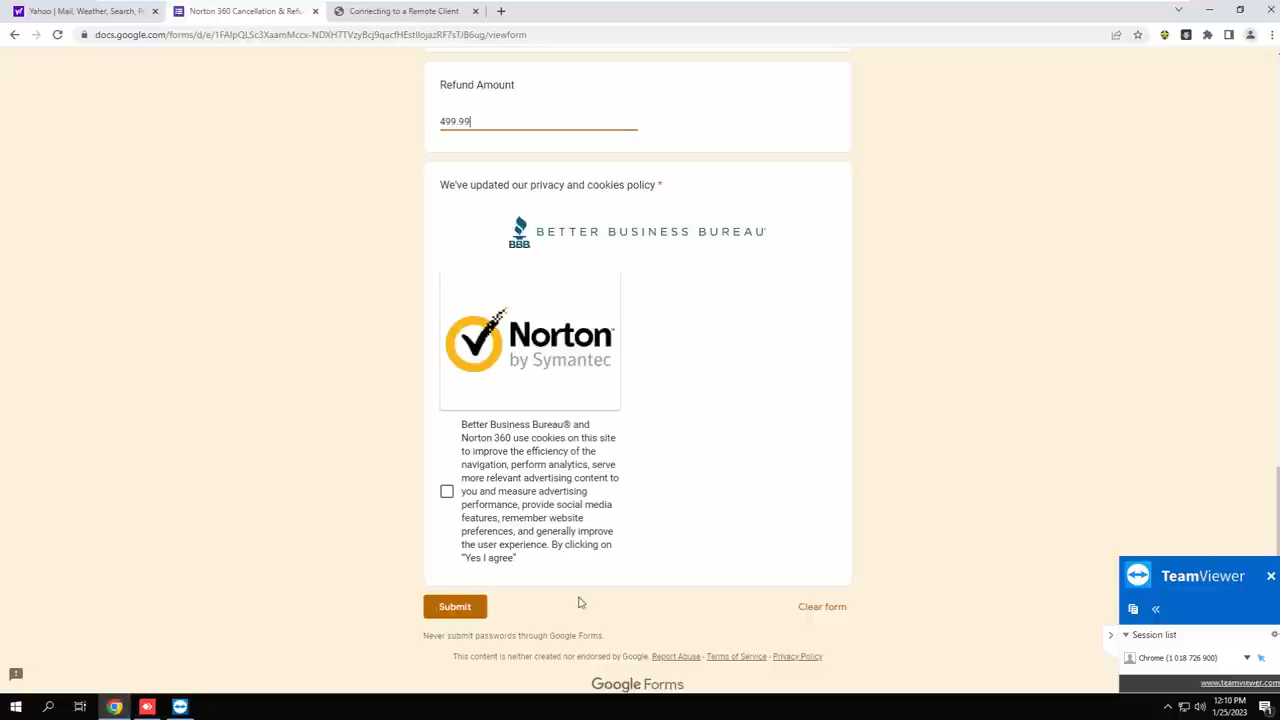 Yahoo | Mail, Weather, Search, P
Norton 360 Cancellation & Refu
Connecting to a Remote Client
docs.google.com/forms/d/e/1FAIpQLSc3XaamMccx-NDXH7TVzyBcj9qacfHEstIlojazRF7sTJB6ug/viewform
Refund Amount
499.99
We've updated our privacy and cookies policy *
BBB
BETTER BUSINESS BUREAU
Norton
by Symantec
Better Business Bureau® and
Norton 360 use cookies on this site
to improve the efficiency of the
navigation, perform analytics, serve
more relevant advertising content to
you and measure advertising
performance, provide social media
features, remember website
preferences, and generally improve
the user experience. By clicking on
"Yes I agree"
Submit
Clear form
Never submit passwords through Google Forms.
This content is neither created nor endorsed by Google. Report Abuse - Terms of Service - Privacy Policy
Google Forms
TeamViewer
Session list
Chrome (1 018 726 900)
www.teamviewer.com
12:10 PM
1/25/2023